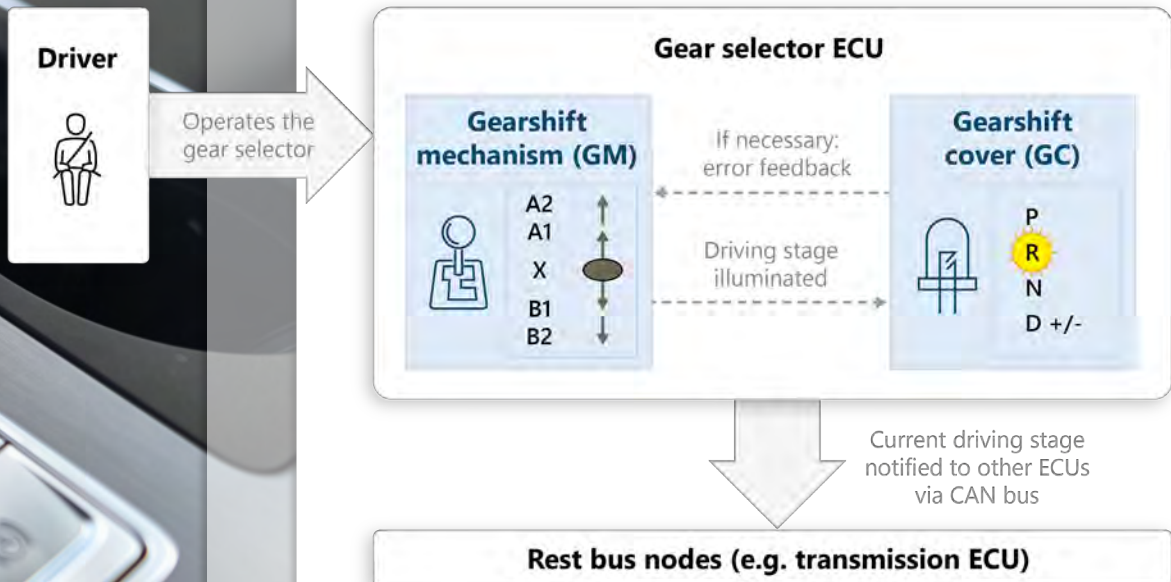 Driver
Operates the
gear selector
Gear selector ECU
Gearshift
mechanism (GM)
A2
A1
X
B1
B2
If necessary:
error feedback
Driving stage
illuminated
Gearshift
cover (GC)
P
R
N
D +/-
Current driving stage
notified to other ECUs
via CAN bus
Rest bus nodes (e.g. transmission ECU)